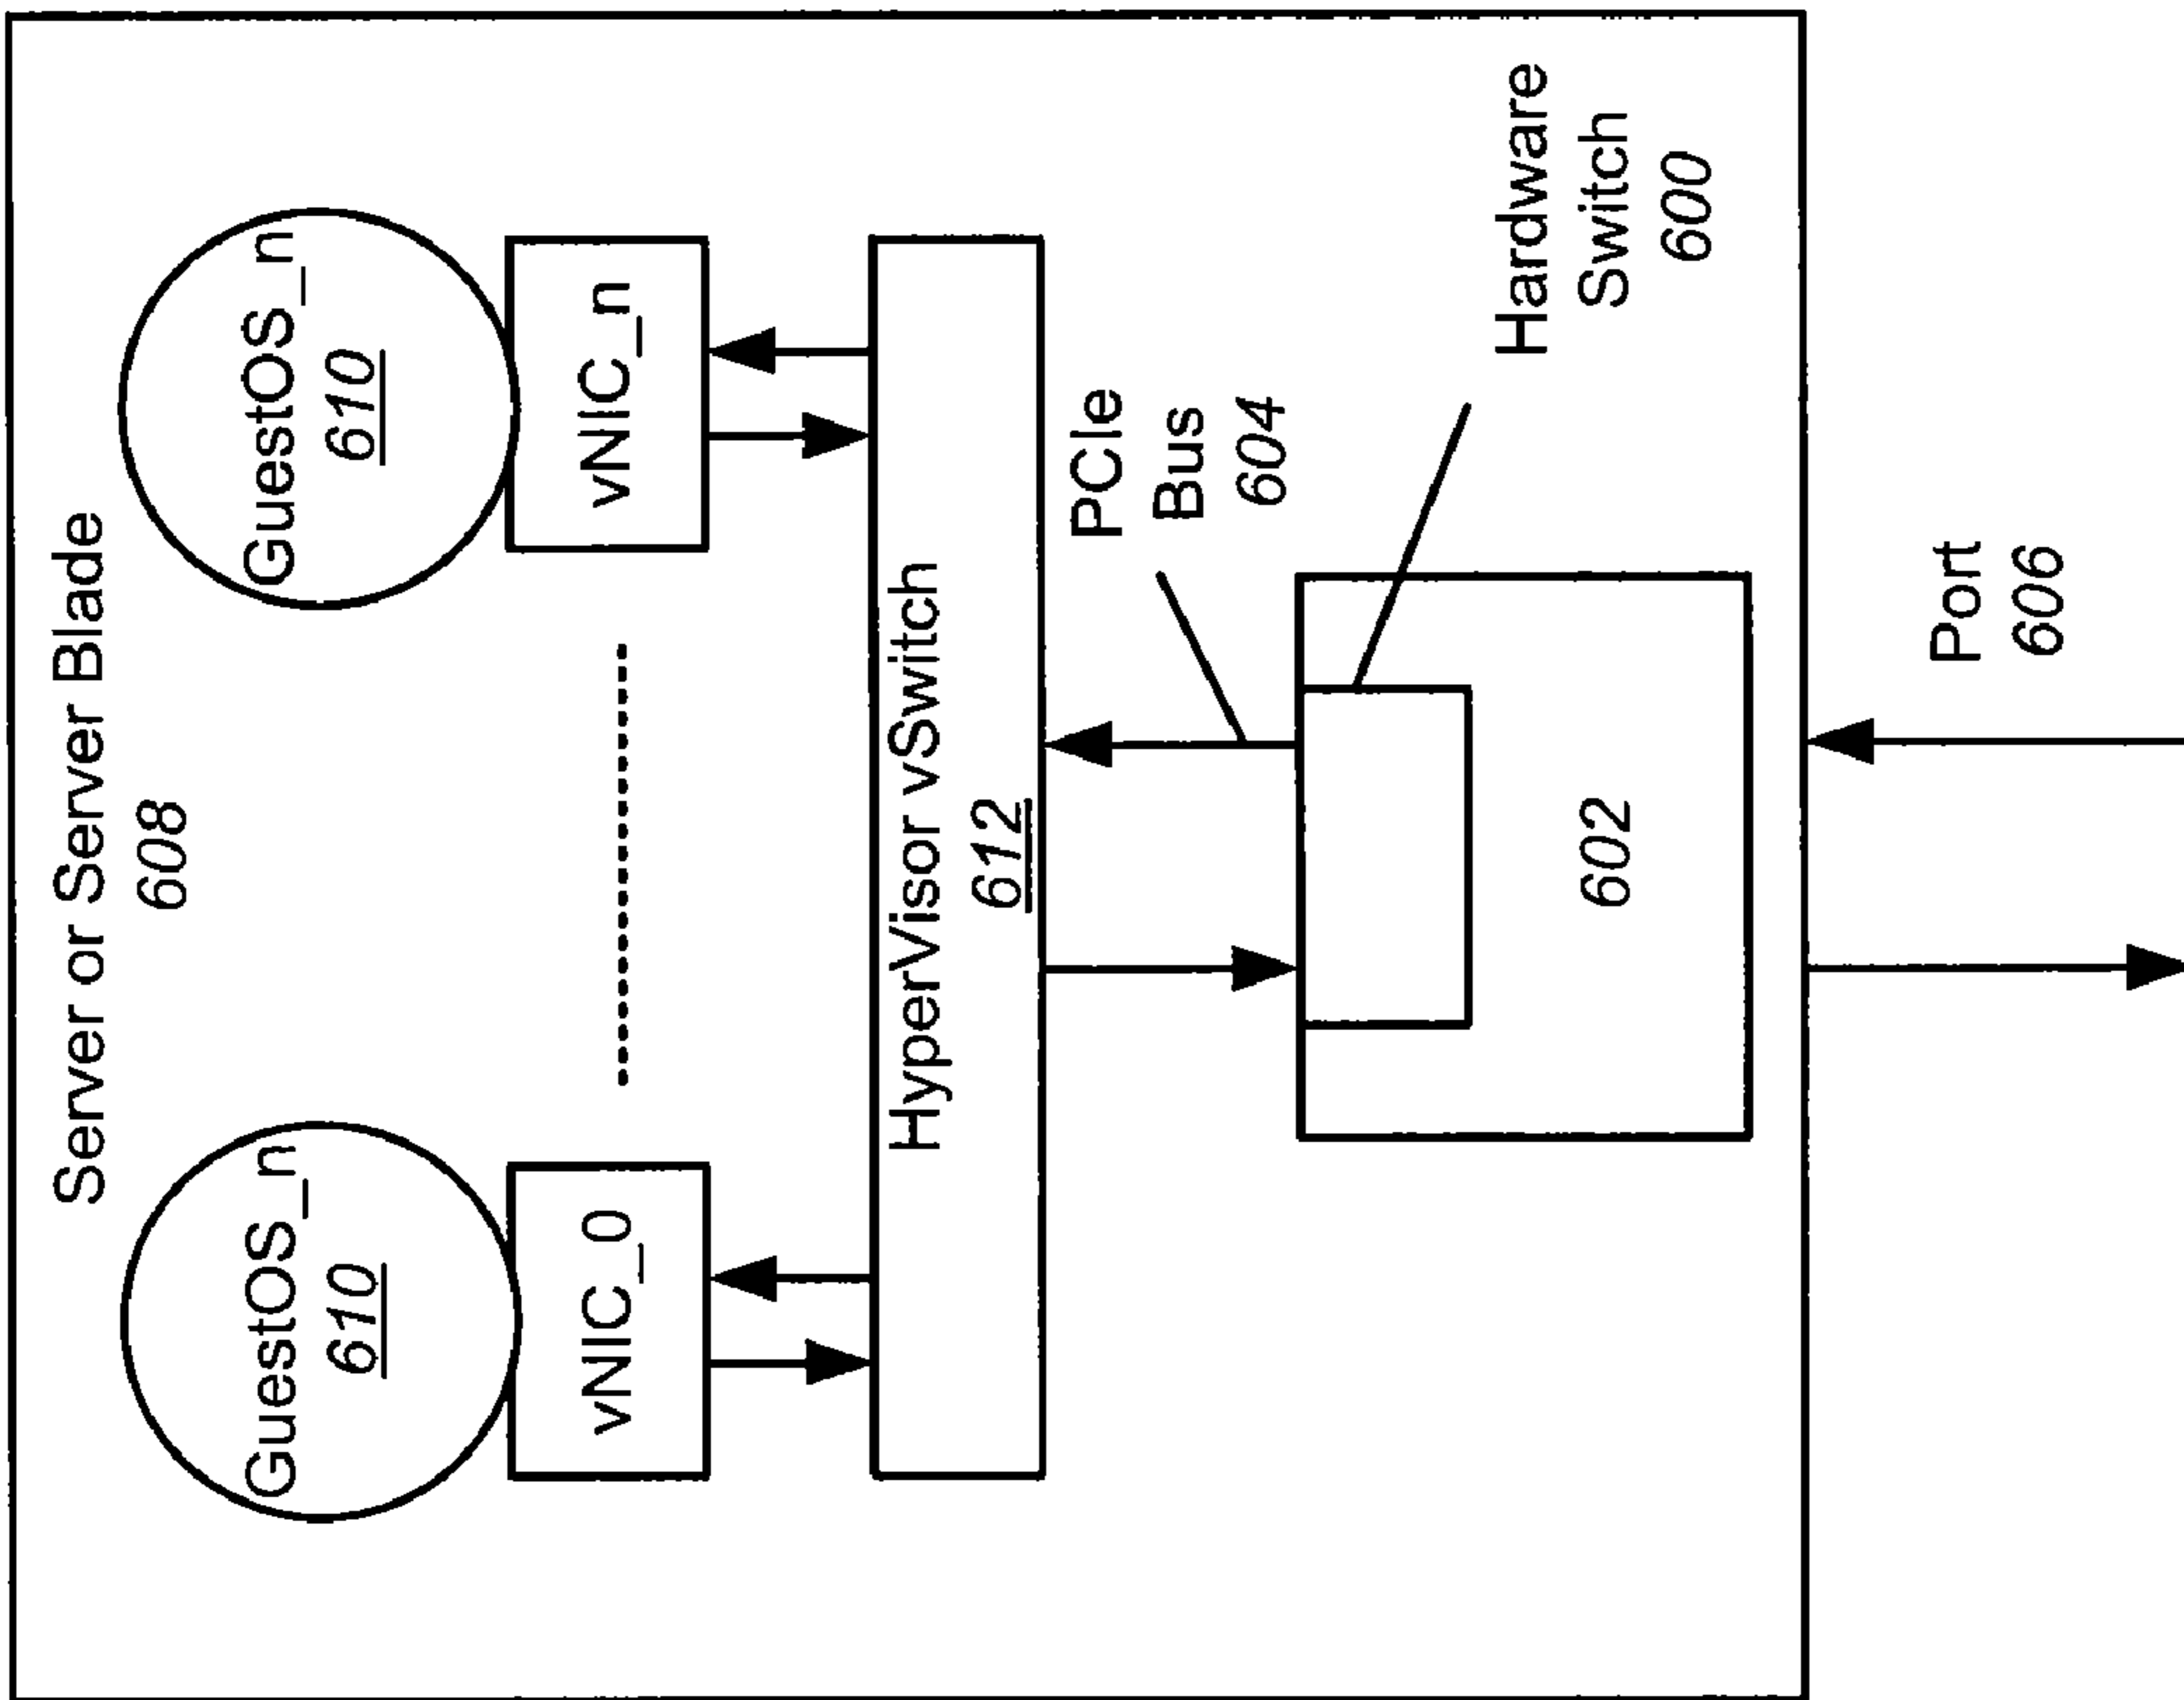 Server or Server Blade
608
GuestOS_n
610
GuestOS_n
610
vNIC_0
vNIC_n
HyperVisor vSwitch
612
PCIe
Bus
604
602
Hardware
Switch
600
Port
606